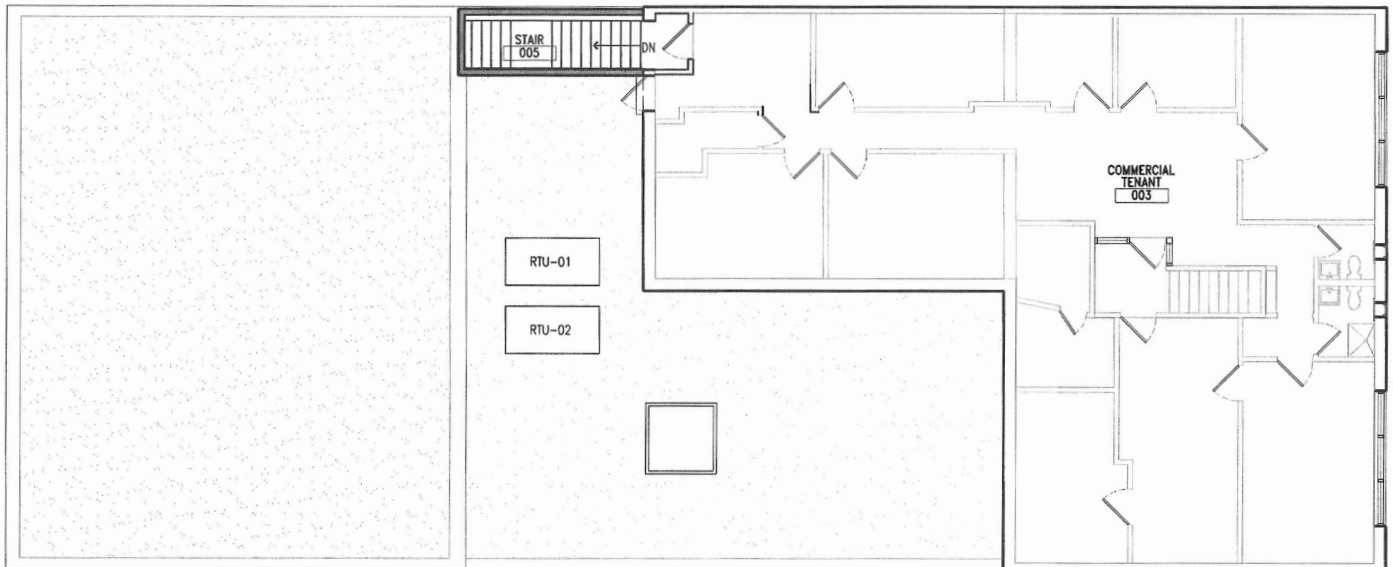 STAIR
005
DN
COMMERCIAL
TENANT
003
RTU-01
RTU-02